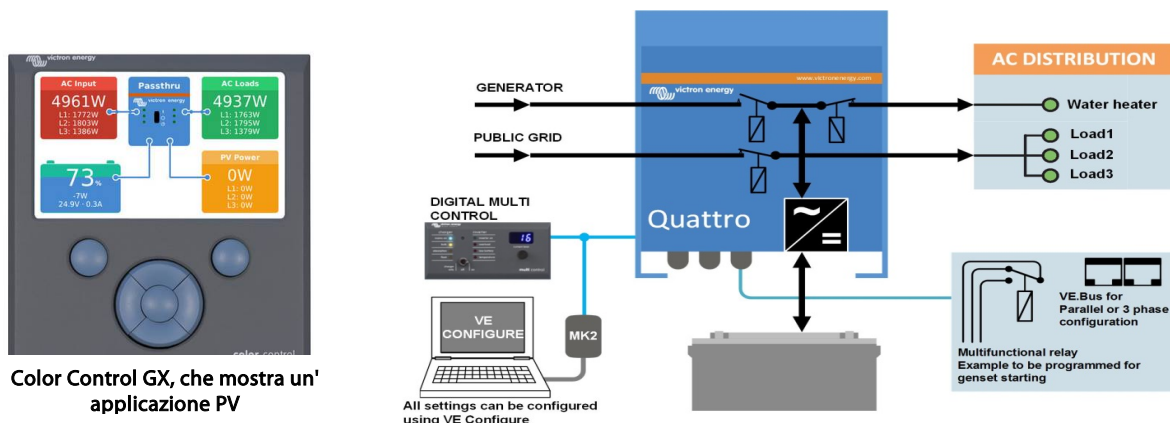 victron energy
AC Input
4961W
L1: 1772W
L2: 1803W
L3: 1386W
Passthru
victron energy
AC Loads
4937W
L1: 1763W
L2: 1795W
L3: 1379W
73%
-7W
24.9V · 0.3A
PV Power
0W
L1: 0W
L2: 0W
L3: 0W
color control
Color Control GX, che mostra un'
applicazione PV
www.victronenergy.com
victron energy
GENERATOR
PUBLIC GRID
Quattro
AC DISTRIBUTION
Water heater
Load1
Load2
Load3
DIGITAL MULTI
CONTROL
16
multi control
VE
CONFIGURE
MK2
All settings can be configured
using VE Configure
VE.Bus for
Parallel or 3 phase
configuration
Multifunctional relay
Example to be programmed for
genset starting